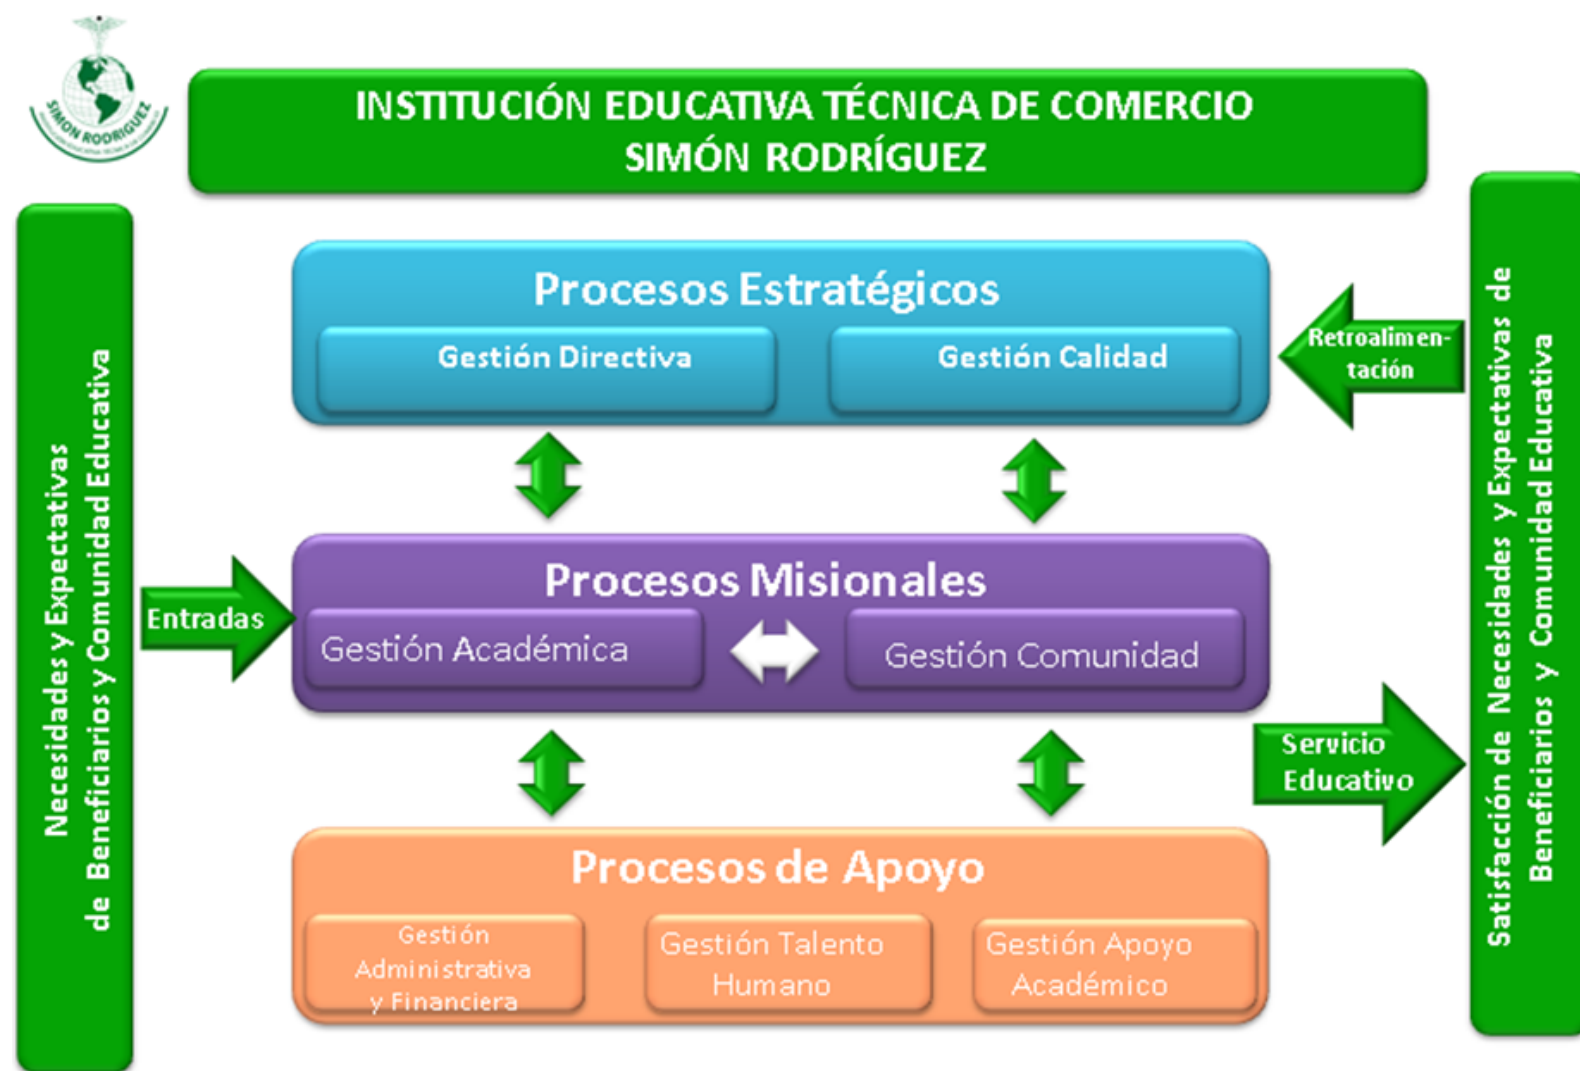 SIMON RODRIGUEZ
INSTITUCIÓN EDUCATIVA TÉCNICA DE COMERCIO
SIMÓN RODRÍGUEZ
Necesidades y Expectativas
de Beneficiarios y Comunidad Educativa
Procesos Estratégicos
Gestión Directiva
Gestión Calidad
Retroalimen-
tación
Entradas
Procesos Misionales
Gestión Académica
Gestión Comunidad
Servicio
Educativo
Procesos de Apoyo
Gestión
Administrativa
y Financiera
Gestión Talento
Humano
Gestión Apoyo
Académico
Satisfacción de Necesidades y Expectativas de
Beneficiarios y Comunidad Educativa